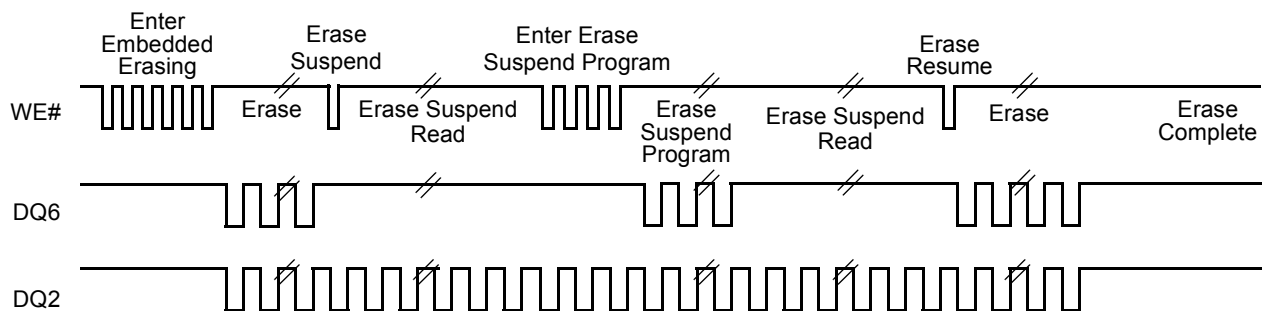 Enter
Embedded
Erasing
Erase
Suspend
Enter Erase
Suspend Program
Erase
Resume
WE#
Erase
Erase Suspend
Read
Erase
Suspend
Program
Erase Suspend
Read
Erase
Erase
Complete
DQ6
DQ2